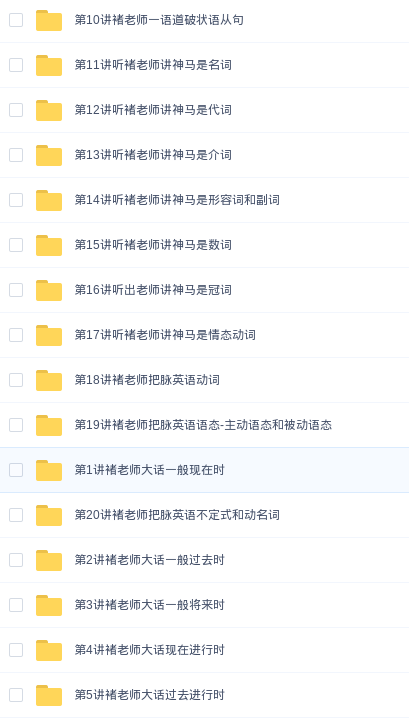 第10讲褚老师一语道破状语从句
第11讲听褚老师讲神马是名词
第12讲听褚老师讲神马是代词
第13讲听褚老师讲神马是介词
第14讲听褚老师讲神马是形容词和副词
第15讲听褚老师讲神马是数词
第16讲听出老师讲神马是冠词
第17讲听褚老师讲神马是情态动词
第18讲褚老师把脉英语动词
第19讲褚老师把脉英语语态-主动语态和被动语态
第1讲褚老师大话一般现在时
第20讲褚老师把脉英语不定式和动名词
第2讲褚老师大话一般过去时
第3讲褚老师大话一般将来时
第4讲褚老师大话现在进行时
第5讲褚老师大话过去进行时